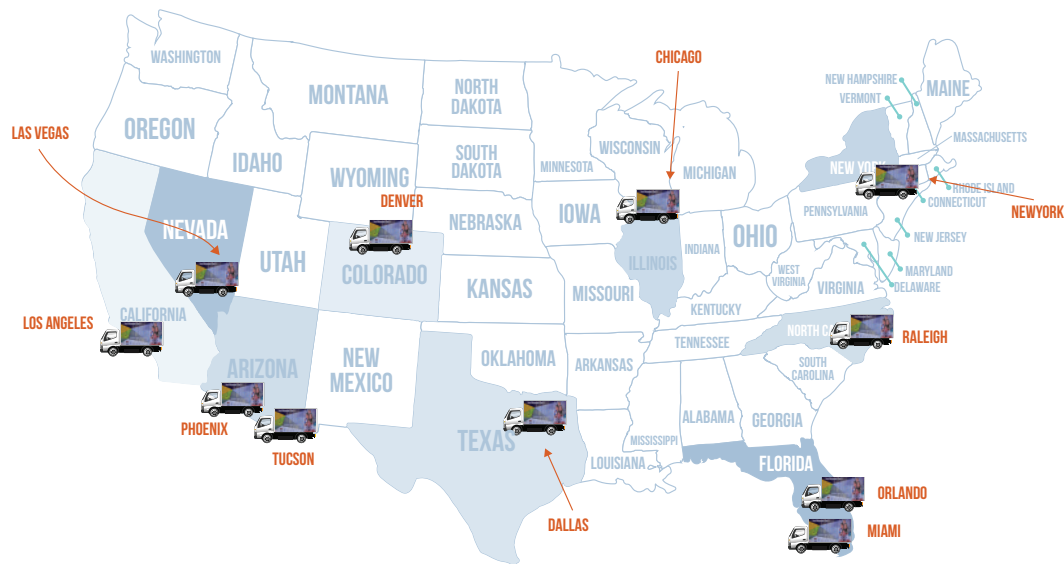 CHICAGO
WASHINGTON
NEW HAMPSHIRE
MAINE
VERMONT
MONTANA
NORTH
DAKOTA
OREGON
LAS VEGAS
MASSACHUSETTS
WISCONSIN
IDAHO
SOUTH
DAKOTA
MINNESOTA
MICHIGAN
NEW YORK
WYOMING
RHODE ISLAND
DENVER
CONNECTICUT
NEWYORK
IOWA
PENNSYLVANIA
NEBRASKA
NEVADA
OHIO
NEW JERSEY
INDIANA
UTAH
COLORADO
ILLINOIS
WEST
VIRGINIA
MARYLAND
KANSAS
MISSOURI
VIRGINIA
DELAWARE
CALIFORNIA
KENTUCKY
LOS ANGELES
NORTH C
RALEIGH
TENNESSEE
OKLAHOMA
ARKANSAS
SOUTH
CAROLINA
ARIZONA
NEW
MEXICO
ALABAMA
GEORGIA
PHOENIX
TEXAS
MISSISSIPPI
TUCSON
LOUISIANA
FLORIDA
ORLANDO
DALLAS
MIAMI